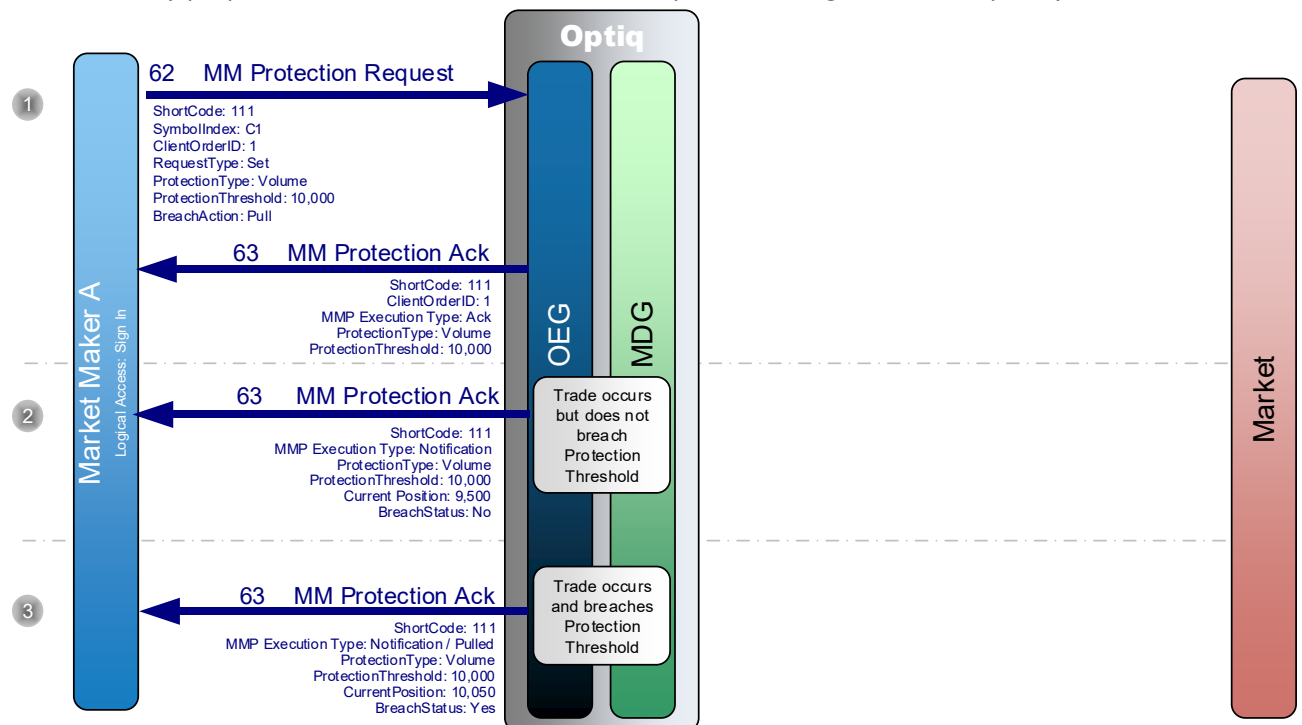 Optiq
1
62 MM Protection Request
ShortCode: 111
SymbolIndex: C1
ClientOrderID: 1
RequestType: Set
ProtectionType: Volume
ProtectionThreshold: 10,000
BreachAction: Pull
63 MM Protection Ack
ShortCode: 111
ClientOrderID: 1
MMP Execution Type: Ack
ProtectionType: Volume
ProtectionThreshold: 10,000
Market Maker A
Logical Access: Sign In
OEG
MDG
Market
2
63 MM Protection Ack
ShortCode: 111
MMP Execution Type: Notification
ProtectionType: Volume
ProtectionThreshold: 10,000
Current Position: 9,500
BreachStatus: No
Trade occurs
but does not
breach
Protection
Threshold
3
63 MM Protection Ack
ShortCode: 111
MMP Execution Type: Notification / Pulled
ProtectionType: Volume
ProtectionThreshold: 10,000
CurrentPosition: 10,050
BreachStatus: Yes
Trade occurs
and breaches
Protection
Threshold